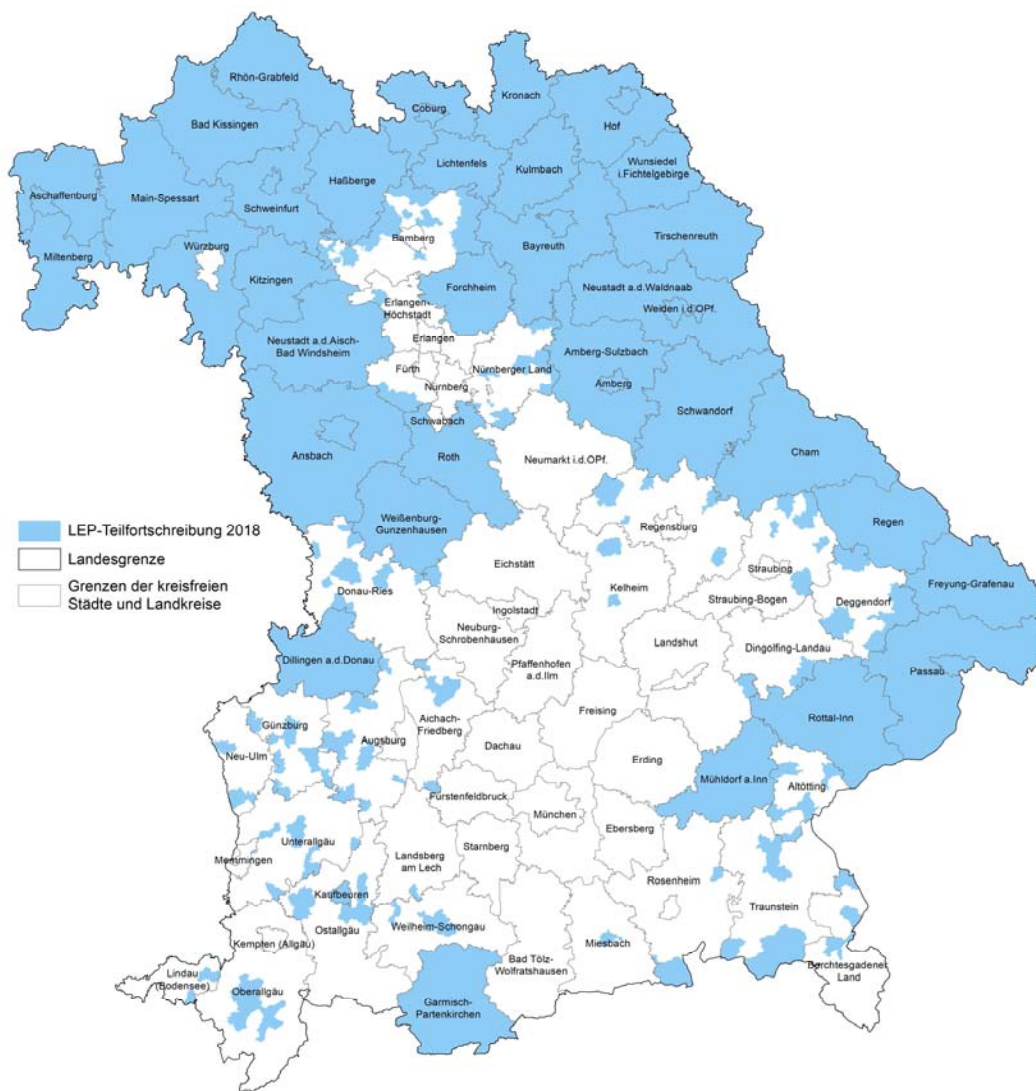 Rhön-Grabfeld
Kronach
Coburg
Hof
Bad Kissingen
Lichtenfels
Kulmbach
Wunsiedel
i.Fichtelgebirge
Haßberge
Aschaffenburg
Main-Spessart
Schweinfurt
Bamberg
Bayreuth
Tirschenreuth
Würzburg
Miltenberg
Kitzingen
Forchheim
Neustadt a.d.Waldnaab
Erlangen-
Höchstadt
Weiden i.d.OPf.
Erlangen
Neustadt a.d.Aisch-
Bad Windsheim
Amberg-Sulzbach
Fürth
Nürnberger Land
Amberg
Nürnberg
Schwandorf
Schwabach
Ansbach
Roth
Cham
Neumarkt i.d.OPf.
Weißenburg-
Gunzenhausen
Regensburg
Regen
LEP-Teilfortschreibung 2018
Landesgrenze
Grenzen der kreisfreien
Städte und Landkreise
Eichstätt
Straubing
Kelheim
Donau-Ries
Freyung-Grafenau
Straubing-Bogen
Deggendorf
Ingolstadt
Neuburg-
Schrobenhausen
Landshut
Dingolfing-Landau
Dillingen a.d.Donau
Pfaffenhofen
a.d.Ilm
Passau
Freising
Rottal-Inn
Günzburg
Aichach-
Friedberg
Augsburg
Dachau
Neu-Ulm
Erding
Mühldorf a.Inn
Altötting
Fürstenfeldbruck
München
Ebersberg
Unterallgäu
Starnberg
Memmingen
Landsberg
am Lech
Rosenheim
Kaufbeuren
Traunstein
Weilheim-Schongau
Ostallgäu
Miesbach
Kempten (Allgäu)
Bad Tölz-
Wolfratshausen
Berchtesgadener
Land
Lindau
(Bodensee)
Oberallgäu
Garmisch-
Partenkirchen